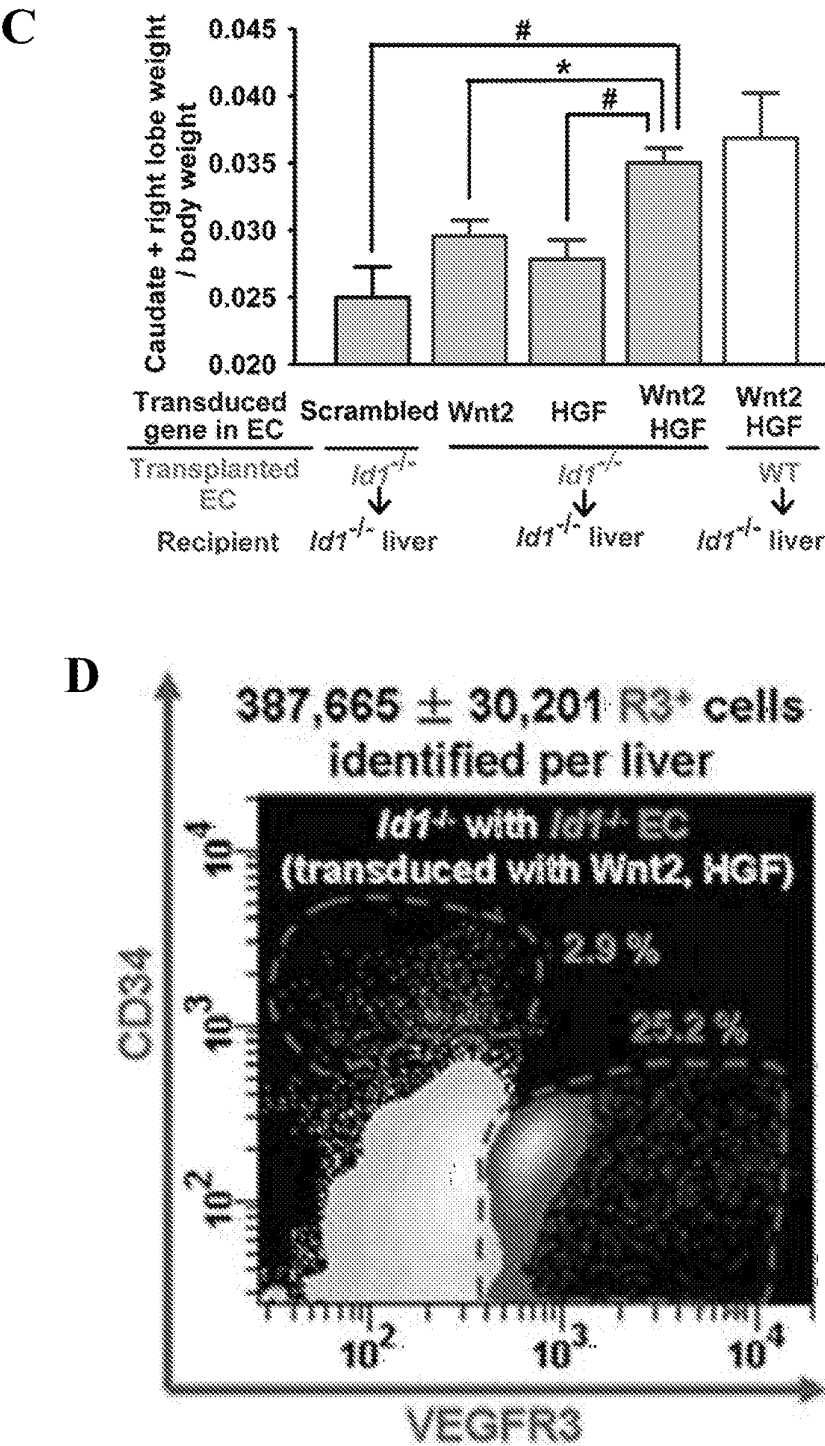 C
Caudate + right lobe weight
/ body weight
0.045
0.040
0.035
0.030
0.025
0.020
#
*
#
Transduced
gene in EC
Scrambled Wnt2 HGF Wnt2 HGF Wnt2 HGF
Transplanted
EC
Id1-/- Id1-/- WT
Recipient Id1-/- liver Id1-/- liver Id1-/- liver
D
387,665 ± 30,201 R3+ cells
identified per liver
Id1-/- with Id1-/- EC
(transduced with Wnt2, HGF)
2.9 %
25.2 %
CD34
10^4
10^3
10^2
10^2 10^3 10^4
VEGFR3